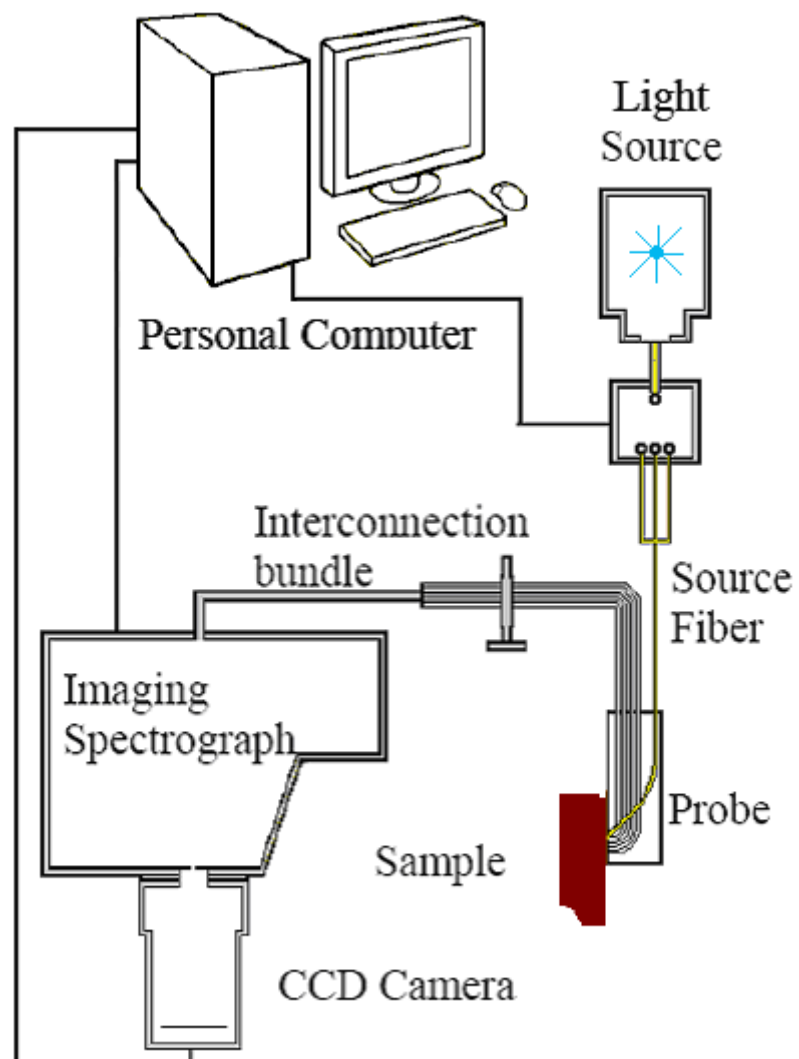 Light
Source
Personal Computer
Interconnection
bundle
Source
Fiber
Imaging
Spectrograph
Probe
Sample
CCD Camera